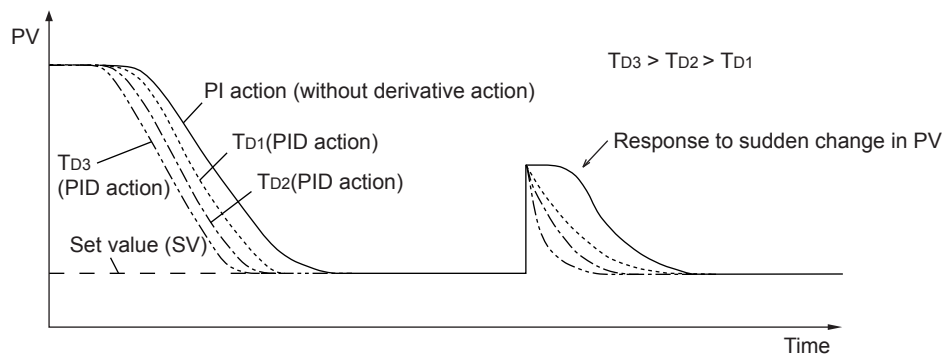 PV
TD3 > TD2 > TD1
PI action (without derivative action)
TD1(PID action)
Response to sudden change in PV
TD3
(PID action)
TD2(PID action)
Set value (SV)
Time